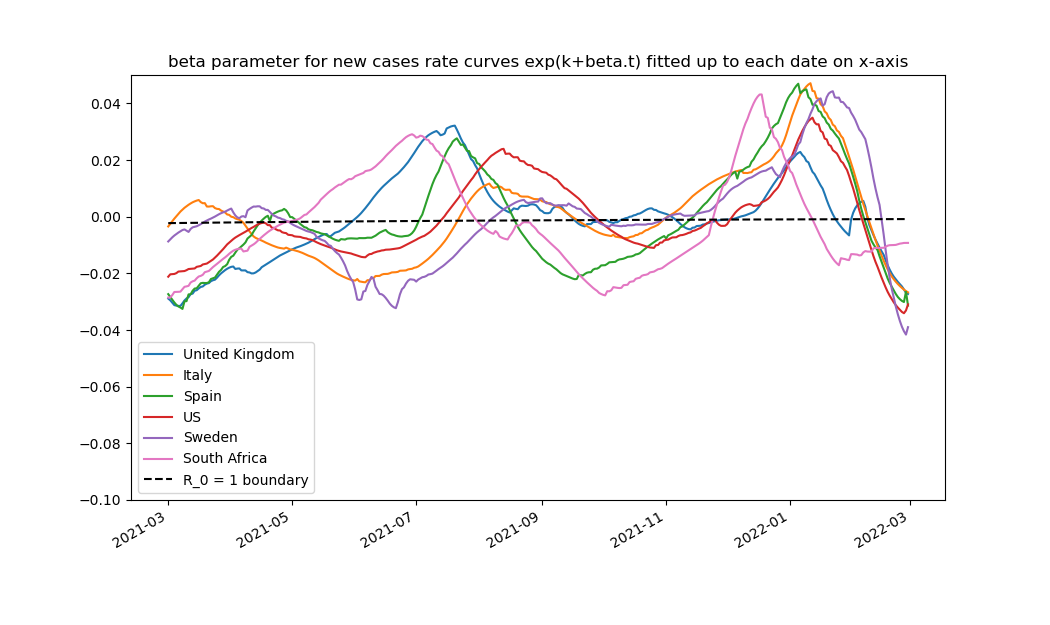 beta parameter for new cases rate curves exp(k+beta.t) fitted up to each date on x-axis
0.04
0.02
0.00
−0.02
−0.04
−0.06
−0.08
−0.10
United Kingdom
Italy
Spain
US
Sweden
South Africa
R_0 = 1 boundary
2021-03
2021-05
2021-07
2021-09
2021-11
2022-01
2022-03